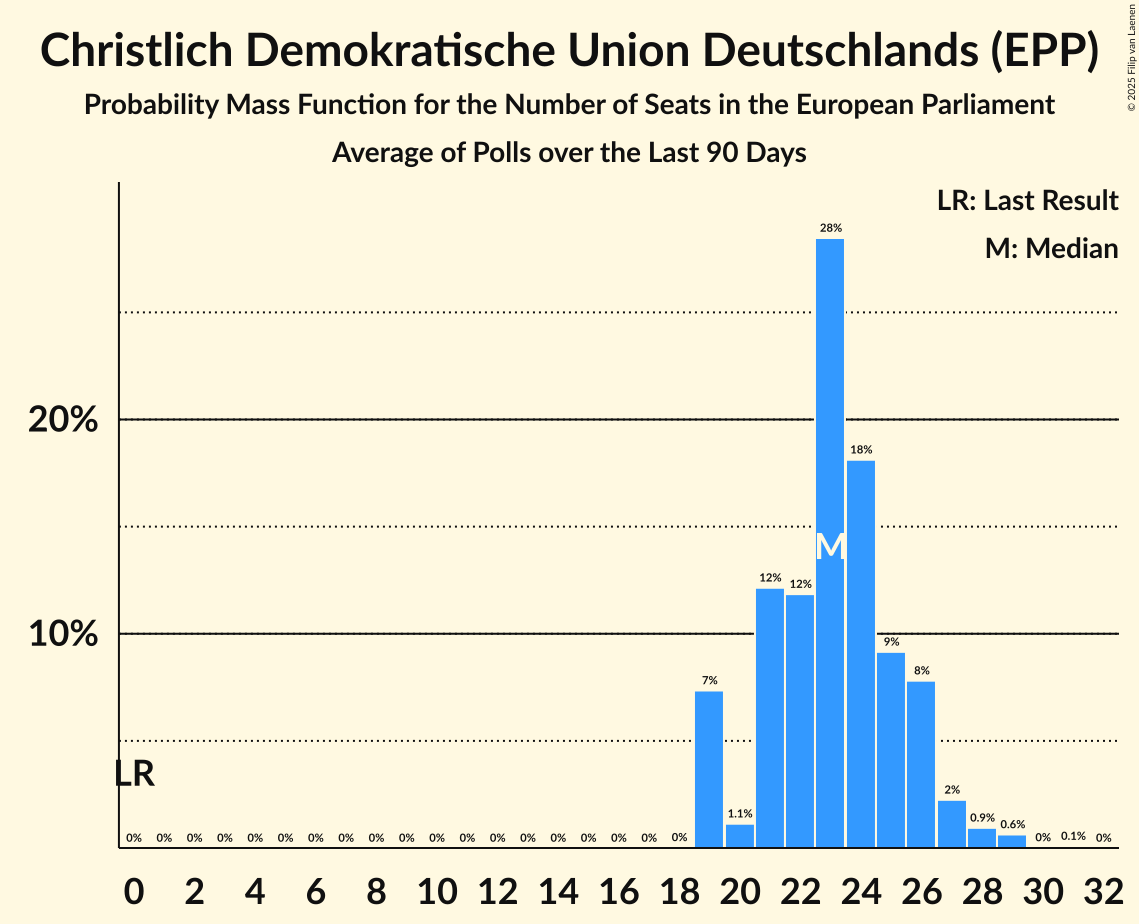 Christlich Demokratische Union Deutschlands (EPP)
Probability Mass Function for the Number of Seats in the European Parliament
Average of Polls over the Last 90 Days
© 2025 Filip van Laenen
LR: Last Result
M: Median
28%
20%
18%
M
12%
12%
10%
9%
8%
7%
LR
2%
1.1%
0.9%
0.6%
0% 0% 0% 0% 0% 0% 0% 0% 0% 0% 0% 0% 0% 0% 0% 0% 0% 0% 0% 0% 0.1% 0%
0 2 4 6 8 10 12 14 16 18 20 22 24 26 28 30 32